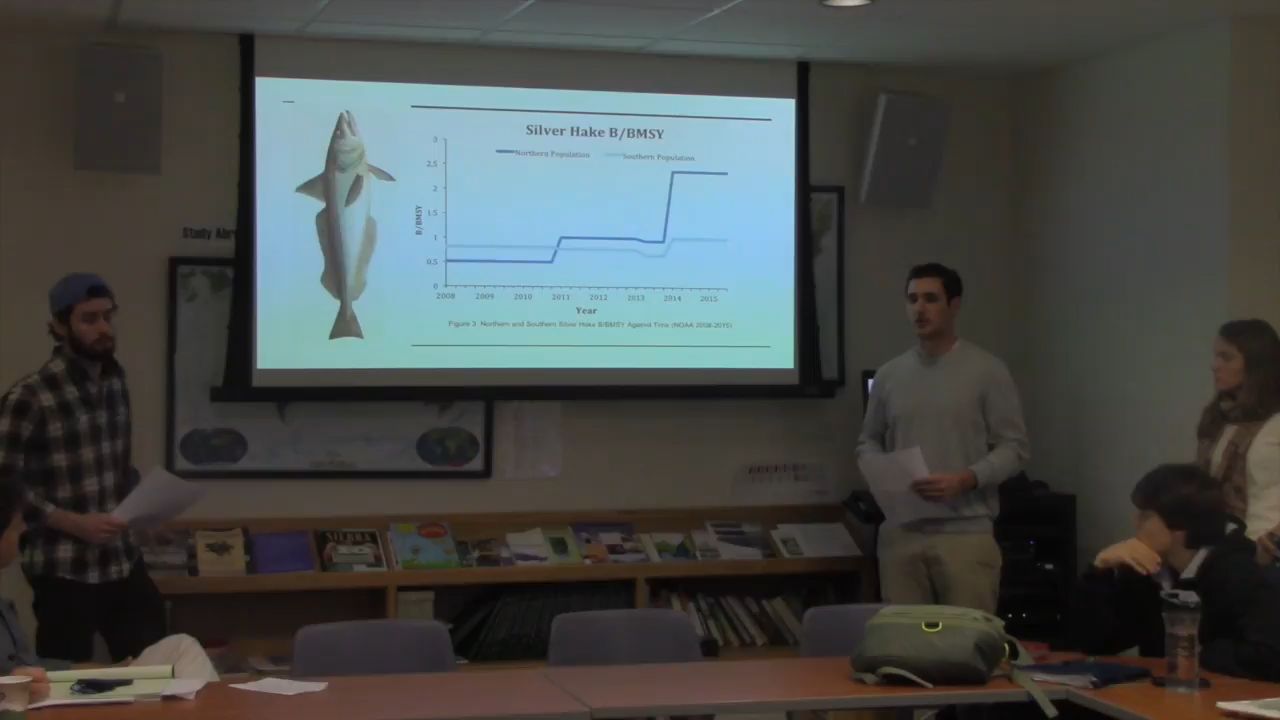 Silver Hake B/BMSY
Northern Population
Southern Population
3
2.5
2
1.5
1
0.5
0
B/BMSY
2008 2009 2010 2011 2012 2013 2014 2015
Year
Figure 3. Northern and Southern Silver Hake B/BMSY Against Time (NOAA 2008-2015)
Study
SIERRA